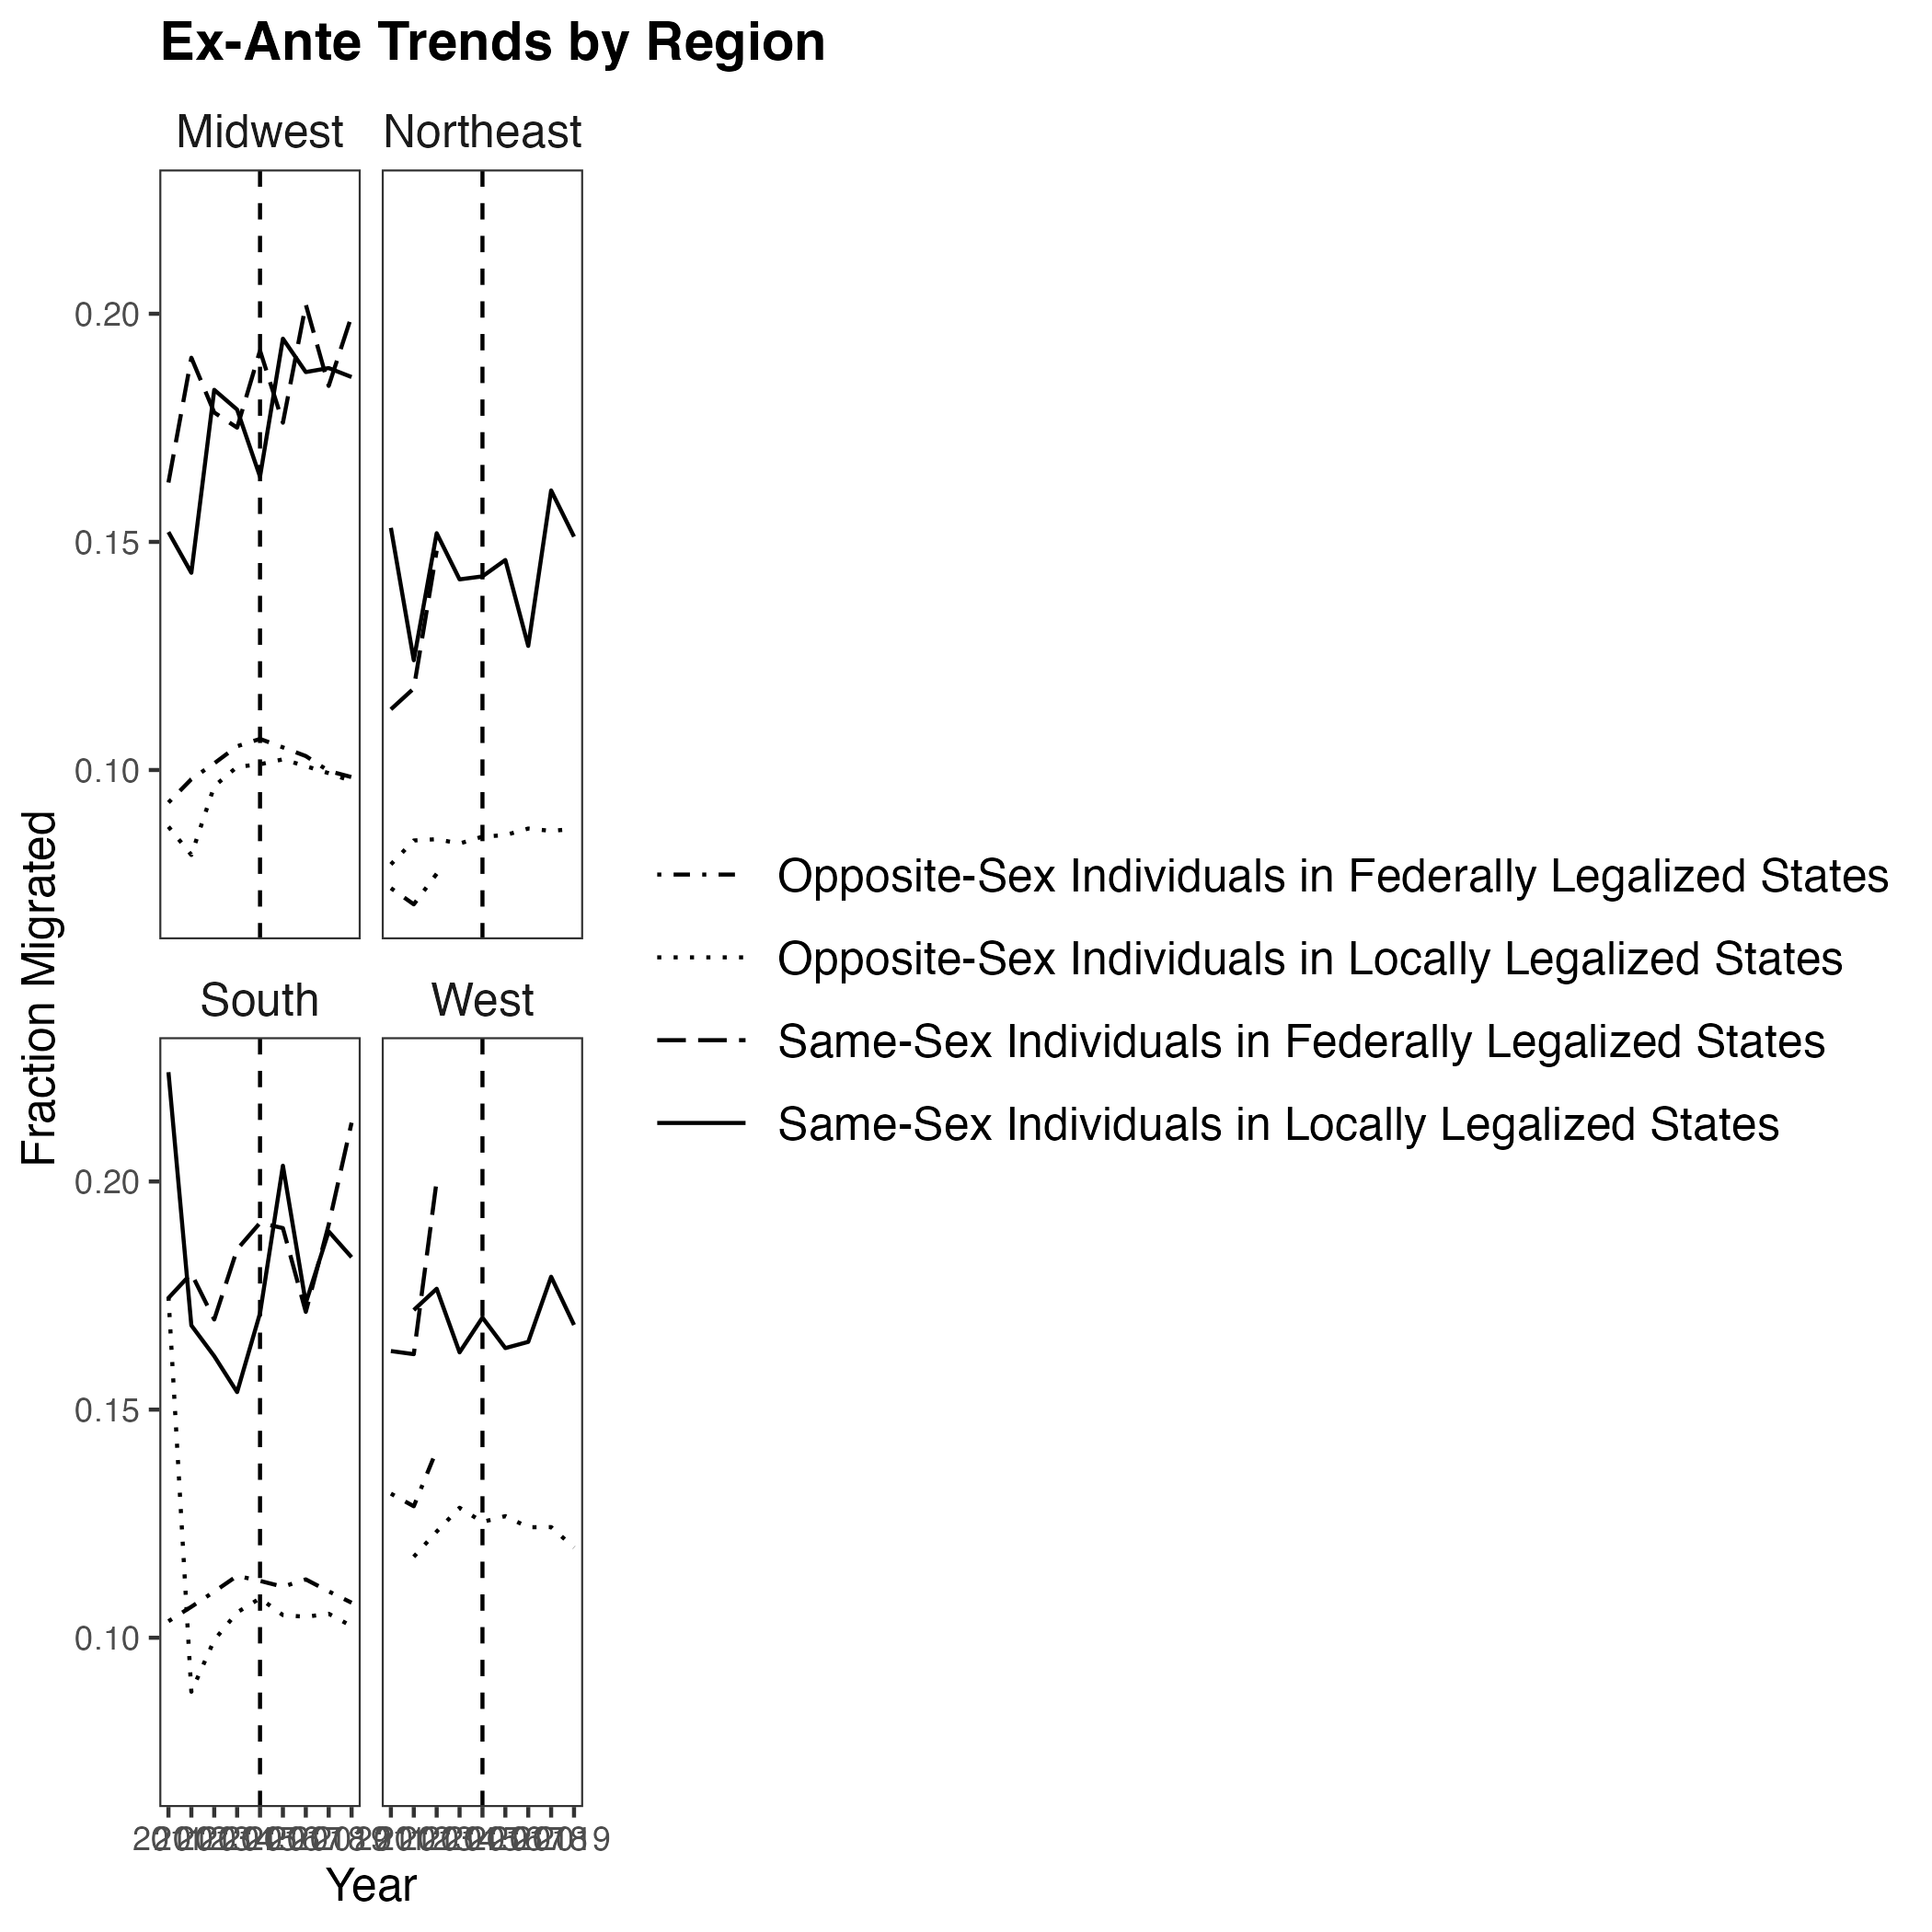 Ex-Ante Trends by Region
Midwest
Northeast
0.20
0.15
0.10
Fraction Migrated
Opposite-Sex Individuals in Federally Legalized States
Opposite-Sex Individuals in Locally Legalized States
Same-Sex Individuals in Federally Legalized States
Same-Sex Individuals in Locally Legalized States
South
West
0.20
0.15
0.10
Year